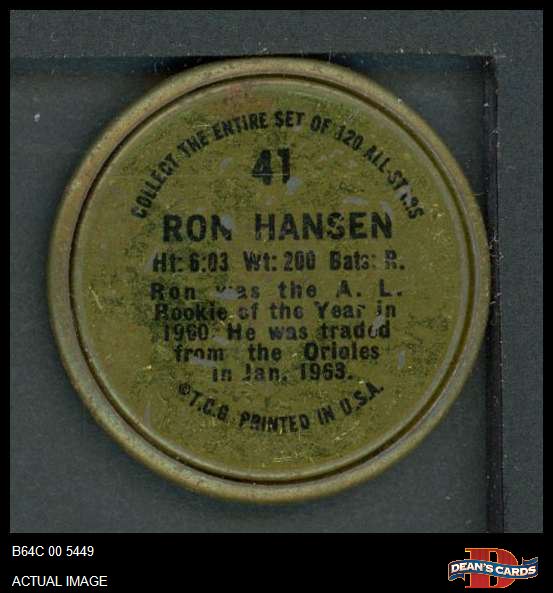 COLLECT THE ENTIRE SET OF 120 ALL-STARS
41
RON HANSEN
Ht: 6:03 Wt: 200 Bats: R.
Ron was the A. L.
Rookie of the Year in
1960. He was traded
from the Orioles
in Jan. 1963.
©T.C.G. PRINTED IN U.S.A.
B64C 00 5449
ACTUAL IMAGE
D
DEAN'S CARDS